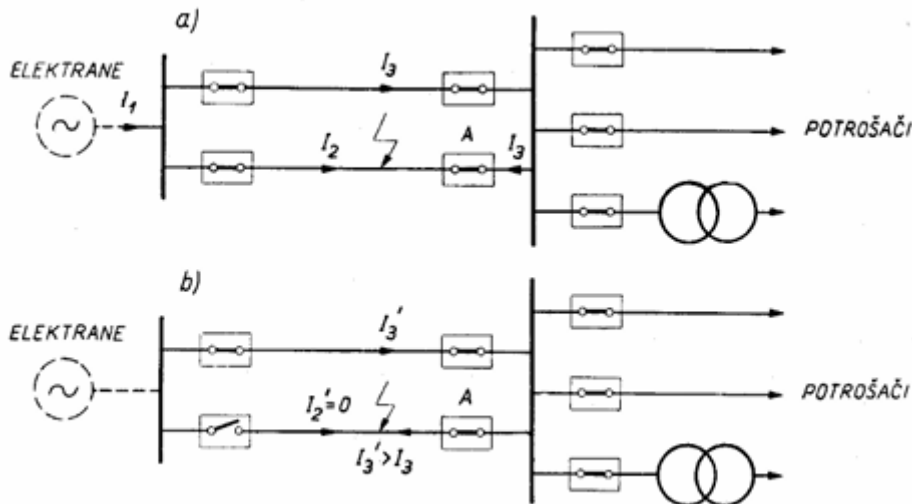 a)
ELEKTRANE
I1
I3
I2
A
I3
POTROŠAČI
b)
ELEKTRANE
I3'
I2'=0
A
I3'>I3
POTROŠAČI